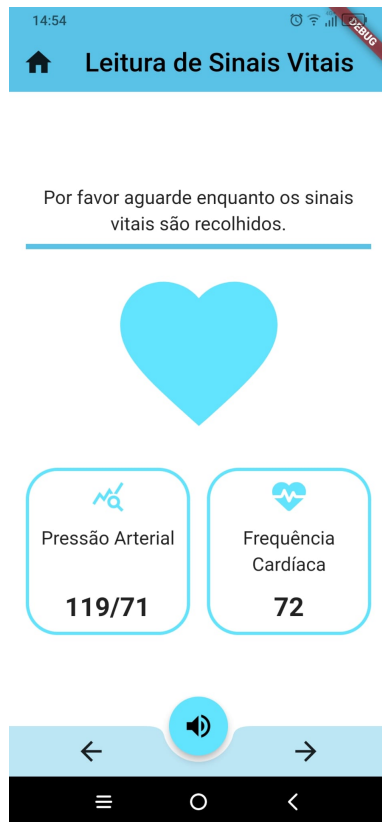 14:54
DEBUG
Leitura de Sinais Vitais
Por favor aguarde enquanto os sinais
vitais são recolhidos.
Pressão Arterial
119/71
Frequência
Cardíaca
72